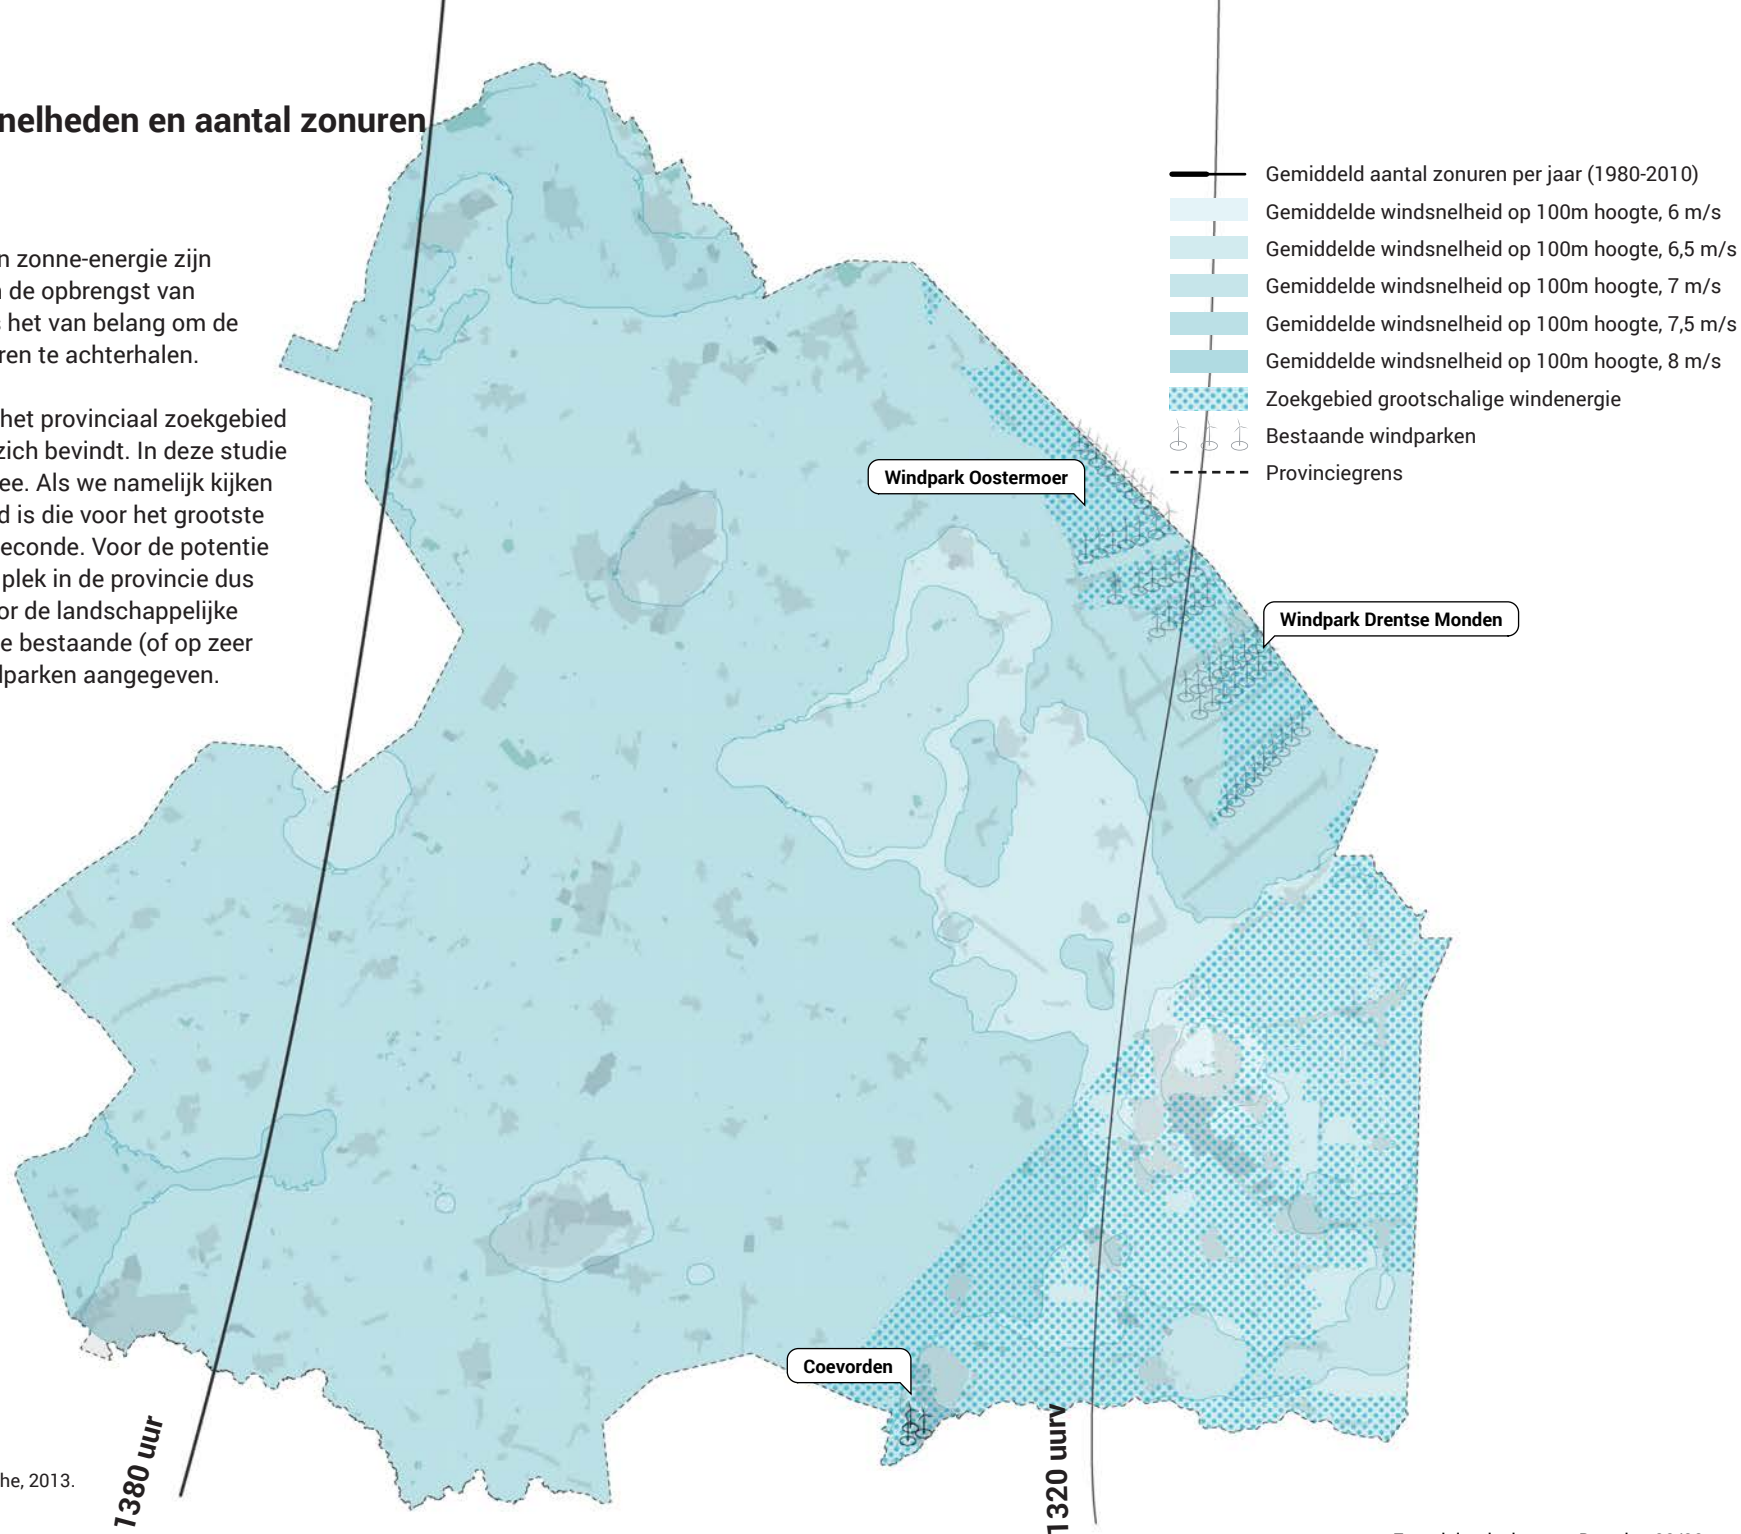 nelheden en aantal zonuren
n zonne-energie zijn
de opbrengst van
het van belang om de
ren te achterhalen.
het provinciaal zoekgebied
zich bevindt. In deze studie
ee. Als we namelijk kijken
d is die voor het grootste
econde. Voor de potentie
plek in de provincie dus
or de landschappelijke
e bestaande (of op zeer
dparken aangegeven.
Gemiddeld aantal zonuren per jaar (1980-2010)
Gemiddelde windsnelheid op 100m hoogte, 6 m/s
Gemiddelde windsnelheid op 100m hoogte, 6,5 m/s
Gemiddelde windsnelheid op 100m hoogte, 7 m/s
Gemiddelde windsnelheid op 100m hoogte, 7,5 m/s
Gemiddelde windsnelheid op 100m hoogte, 8 m/s
Zoekgebied grootschalige windenergie
Bestaande windparken
Provinciegrens
Windpark Oostermoer
Windpark Drentse Monden
Coevorden
1380 uur
1320 uurv
he, 2013.